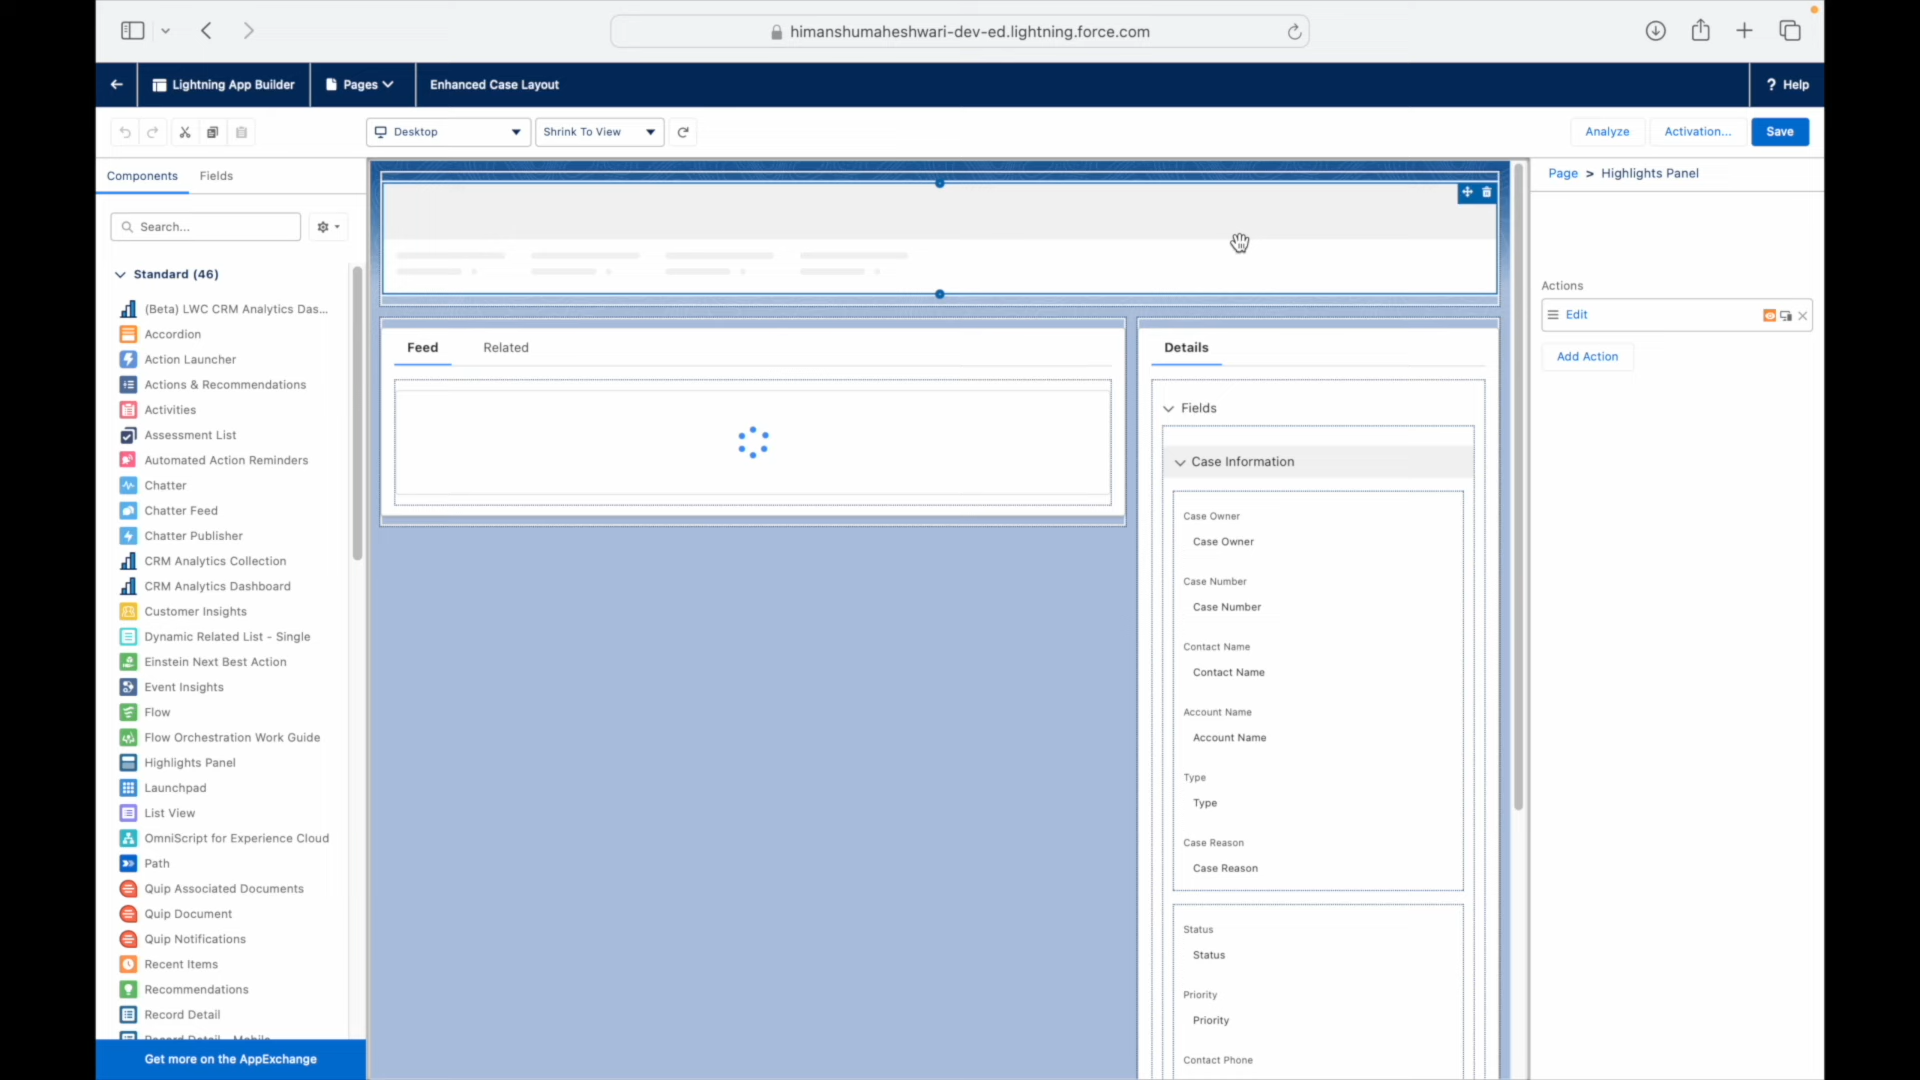 himanshumaheshwari-dev-ed.lightning.force.com
Lightning App Builder
Pages
Enhanced Case Layout
? Help
Desktop
Shrink To View
Analyze
Activation...
Save
Components
Fields
Search...
Standard (46)
(Beta) LWC CRM Analytics Das...
Accordion
Action Launcher
Actions & Recommendations
Activities
Assessment List
Automated Action Reminders
Chatter
Chatter Feed
Chatter Publisher
CRM Analytics Collection
CRM Analytics Dashboard
Customer Insights
Dynamic Related List - Single
Einstein Next Best Action
Event Insights
Flow
Flow Orchestration Work Guide
Highlights Panel
Launchpad
List View
OmniScript for Experience Cloud
Path
Quip Associated Documents
Quip Document
Quip Notifications
Recent Items
Recommendations
Record Detail
Record Detail - Mobile
Get more on the AppExchange
Feed
Related
Details
Fields
Case Information
Case Owner
Case Owner
Case Number
Case Number
Contact Name
Contact Name
Account Name
Account Name
Type
Type
Case Reason
Case Reason
Status
Status
Priority
Priority
Contact Phone
Page > Highlights Panel
Actions
Edit
Add Action